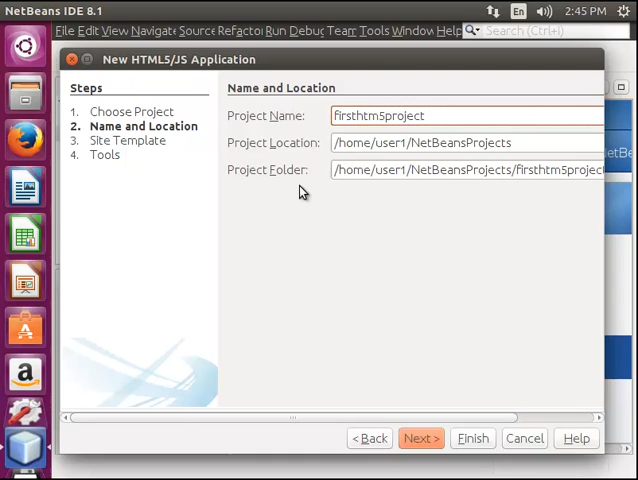 NetBeans IDE 8.1
En
2:45 PM
File Edit View Navigate Source Refactor Run Debug Team Tools Window Help
Search (Ctrl+I)
New HTML5/JS Application
Steps
1. Choose Project
2. Name and Location
3. Site Template
4. Tools
Name and Location
Project Name:
firsthtm5project
Project Location:
/home/user1/NetBeansProjects
Project Folder:
/home/user1/NetBeansProjects/firsthtm5project
< Back
Next >
Finish
Cancel
Help